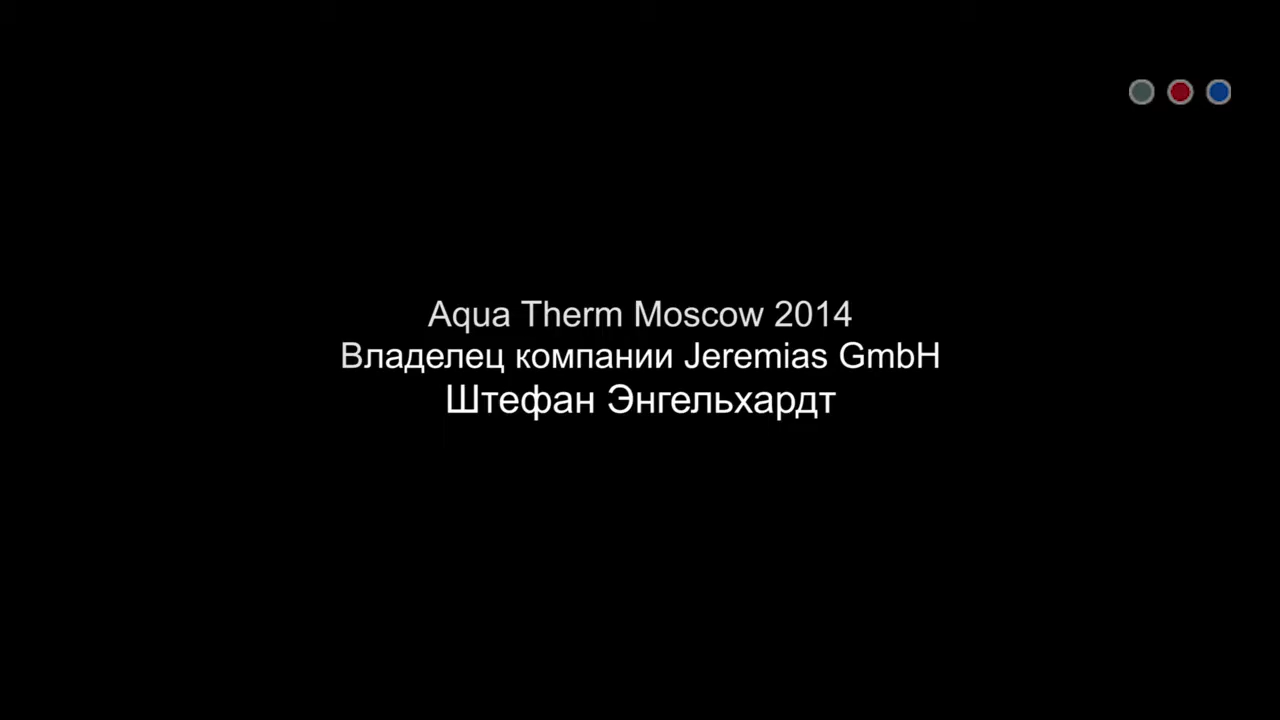 Aqua Therm Moscow 2014
Владелец компании Jeremias GmbH
Штефан Энгельхардт